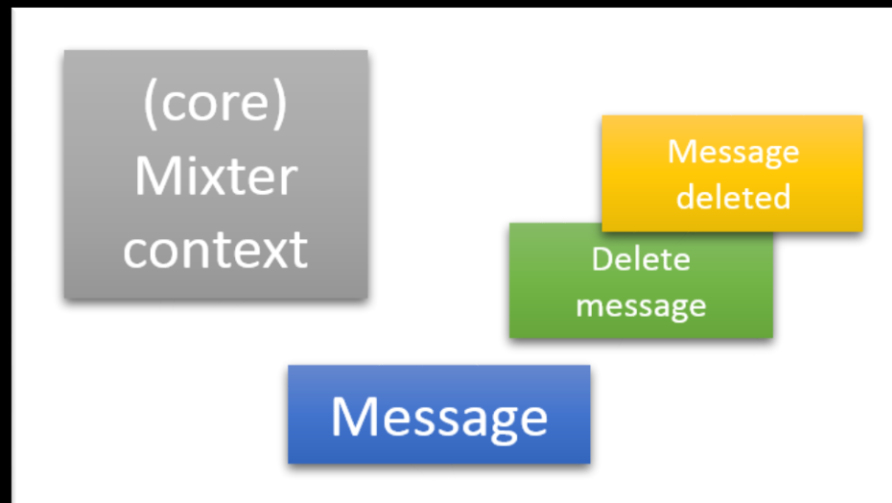 (core)
Mixter
context
Message
deleted
Delete
message
Message